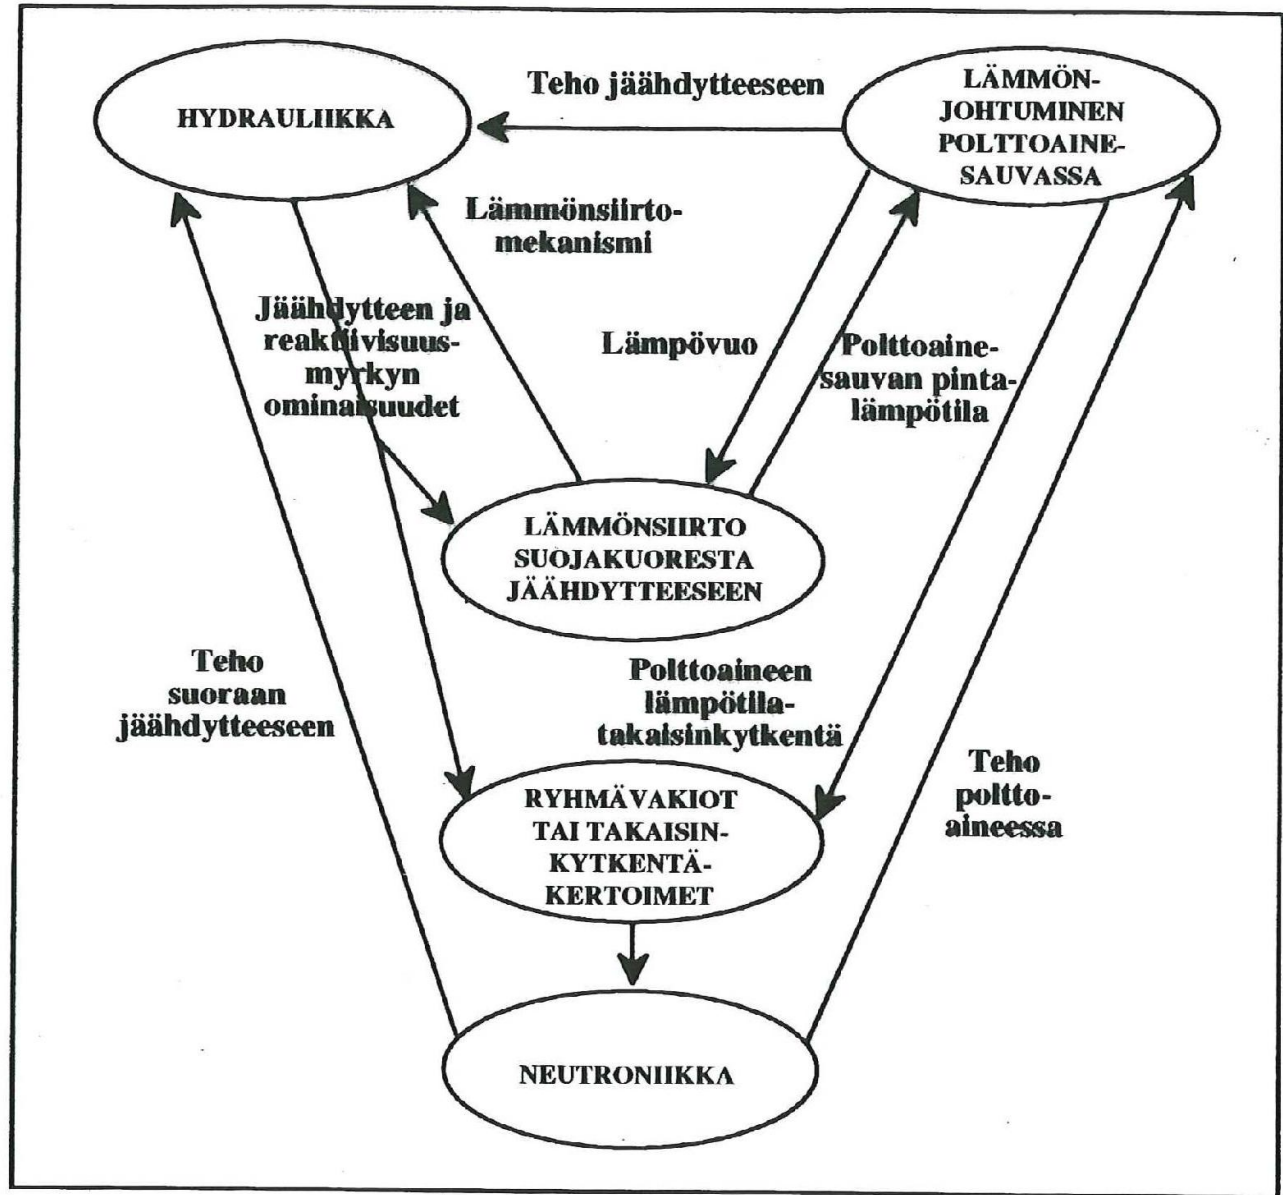 Teho jäähdytteeseen
HYDRAULIIKKA
LÄMMÖN-
JOHTUMINEN
POLTTOAINE-
SAUVASSA
Lämmönsiirto-
mekanismi
Jäähdytteen ja
reaktiivisuus-
myrkyn
ominaisuudet
Lämpövuo
Polttoaine-
sauvan pinta-
lämpötila
LÄMMÖNSIIRTO
SUOJAKUORESTA
JÄÄHDYTTEESEEN
Teho
suoraan
jäähdytteeseen
Polttoaineen
lämpötila-
takaisinkytkentä
Teho
poltto-
aineessa
RYHMÄVAKIOT
TAI TAKAISIN-
KYTKENTÄ-
KERTOIMET
NEUTRONIIKKA